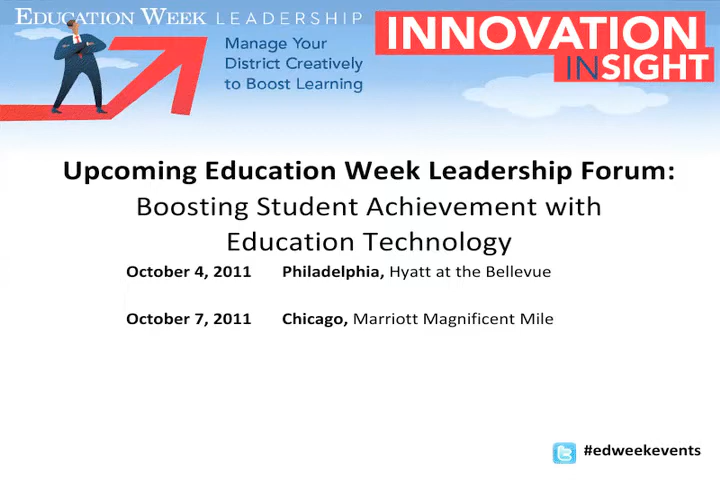 EDUCATION WEEK LEADERSHIP
Manage Your
District Creatively
to Boost Learning
INNOVATION
INSIGHT
Upcoming Education Week Leadership Forum:
Boosting Student Achievement with
Education Technology
October 4, 2011 Philadelphia, Hyatt at the Bellevue
October 7, 2011 Chicago, Marriott Magnificent Mile
#edweekevents